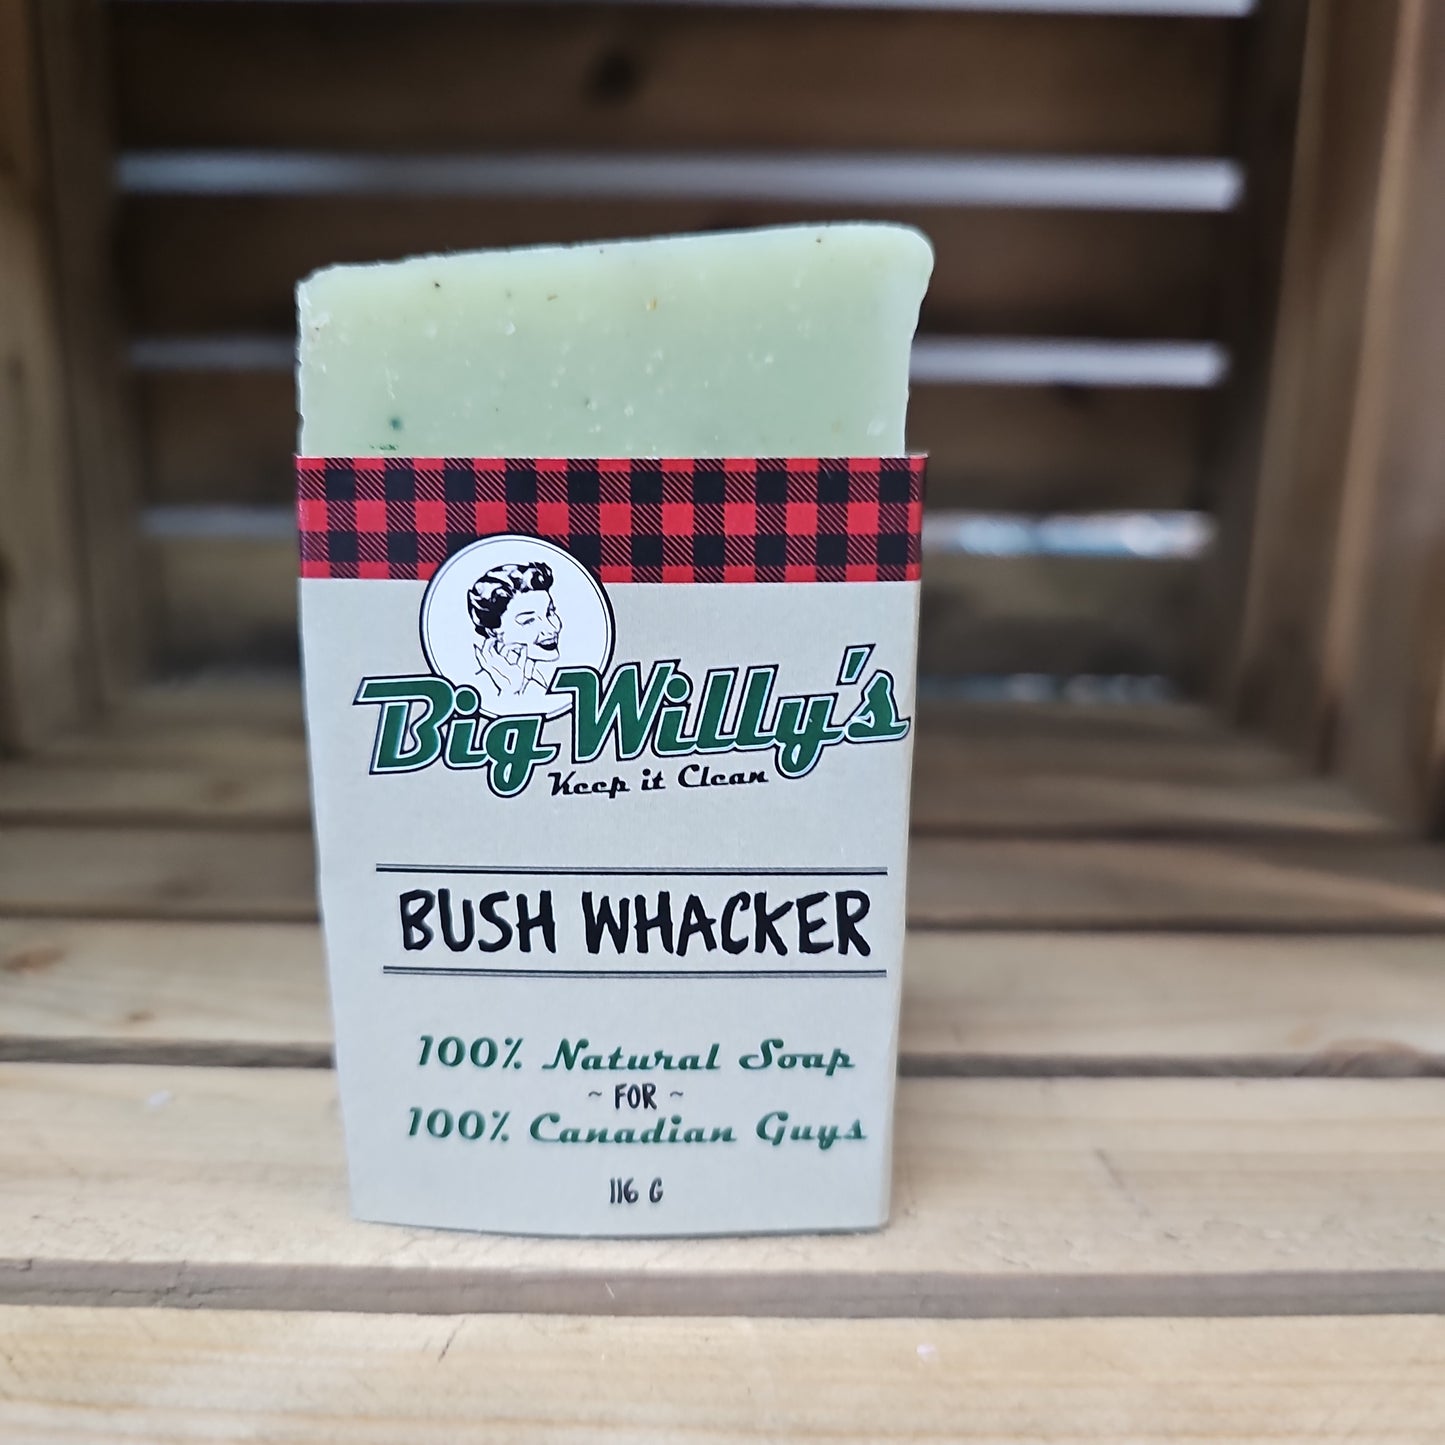 Big Willy's
Keep it Clean
BUSH WHACKER
100% Natural Soap
~ FOR ~
100% Canadian Guys
116 G